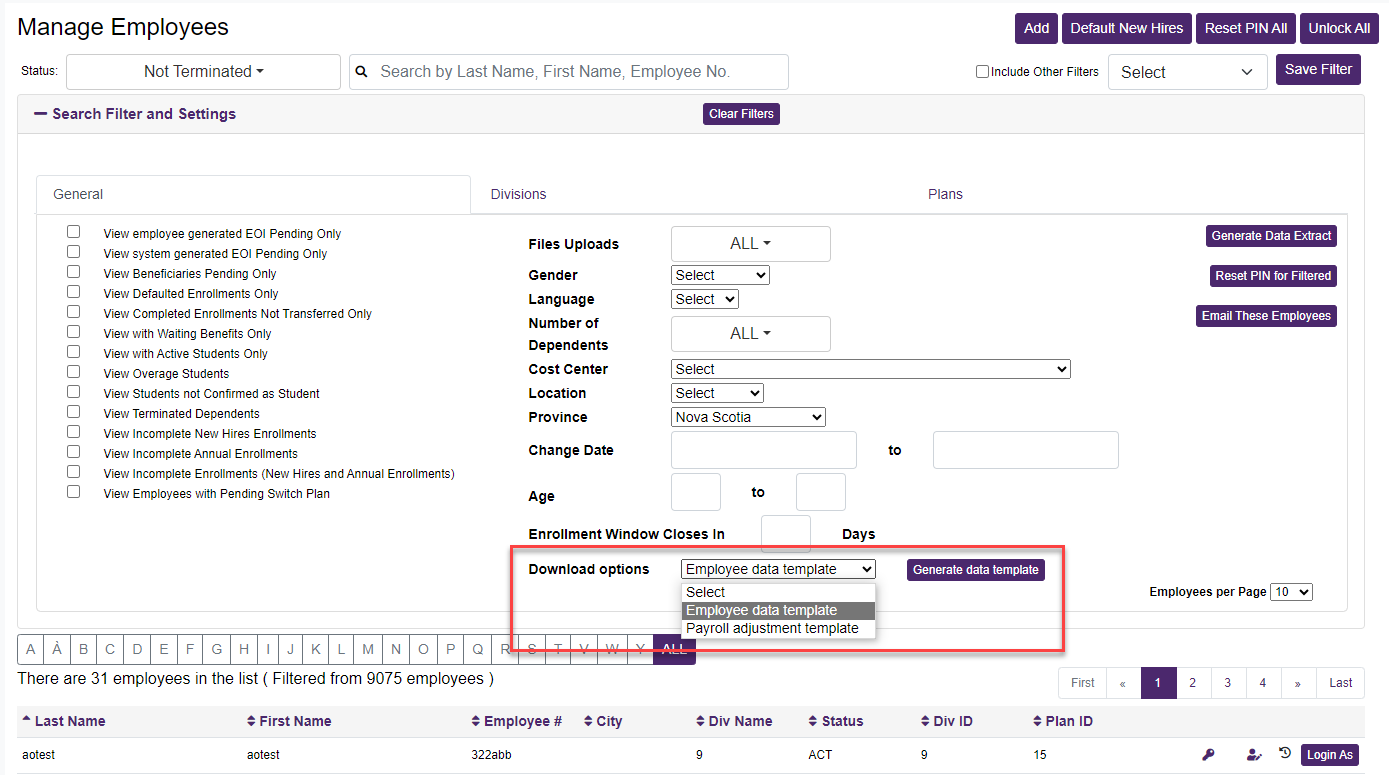 Manage Employees
Add Default New Hires Reset PIN All Unlock All
Status: Not Terminated Search by Last Name, First Name, Employee No. Include Other Filters Select Save Filter
Search Filter and Settings Clear Filters
General Divisions Plans
View employee generated EOI Pending Only
View system generated EOI Pending Only
View Beneficiaries Pending Only
View Defaulted Enrollments Only
View Completed Enrollments Not Transferred Only
View with Waiting Benefits Only
View with Active Students Only
View Overage Students
View Students not Confirmed as Student
View Terminated Dependents
View Incomplete New Hires Enrollments
View Incomplete Annual Enrollments
View Incomplete Enrollments (New Hires and Annual Enrollments)
View Employees with Pending Switch Plan
Files Uploads ALL
Gender Select
Language Select
Number of
Dependents ALL
Cost Center Select
Location Select
Province Nova Scotia
Change Date to
Age to
Enrollment Window Closes In Days
Download options Employee data template Generate data template
Select
Employee data template
Payroll adjustment template
Generate Data Extract
Reset PIN for Filtered
Email These Employees
Employees per Page 10
A À B C D E F G H I J K L M N O P Q R S T V W Y ALL
There are 31 employees in the list ( Filtered from 9075 employees )
First « 1 2 3 4 » Last
Last Name First Name Employee # City Div Name Status Div ID Plan ID
aotest aotest 322abb 9 ACT 9 15 Login As